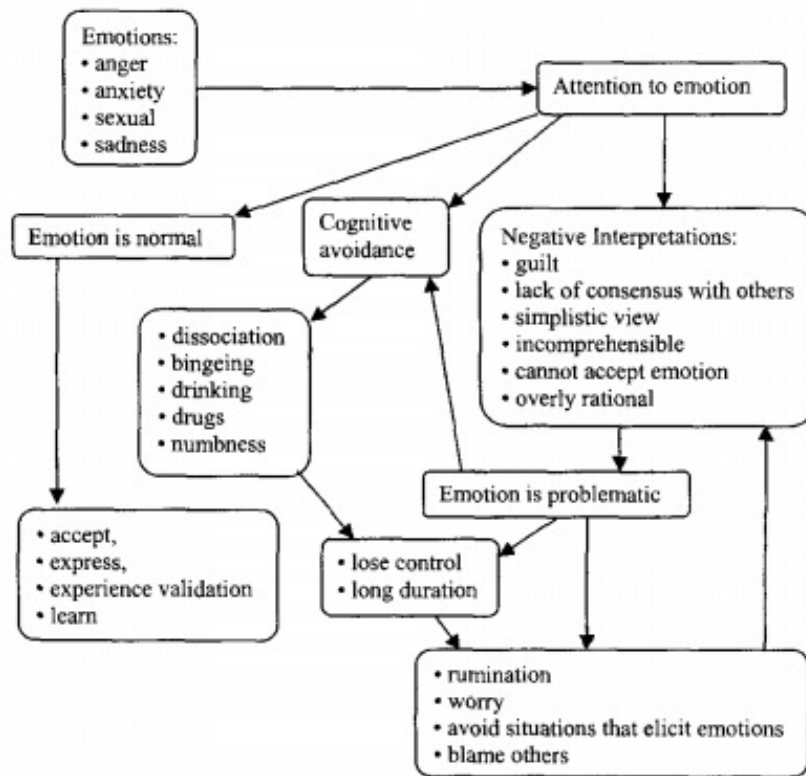 Emotions:
• anger
• anxiety
• sexual
• sadness
Attention to emotion
Emotion is normal
Cognitive
avoidance
Negative Interpretations:
• guilt
• lack of consensus with others
• simplistic view
• incomprehensible
• cannot accept emotion
• overly rational
• dissociation
• bingeing
• drinking
• drugs
• numbness
Emotion is problematic
• accept,
• express,
• experience validation
• learn
• lose control
• long duration
• rumination
• worry
• avoid situations that elicit emotions
• blame others